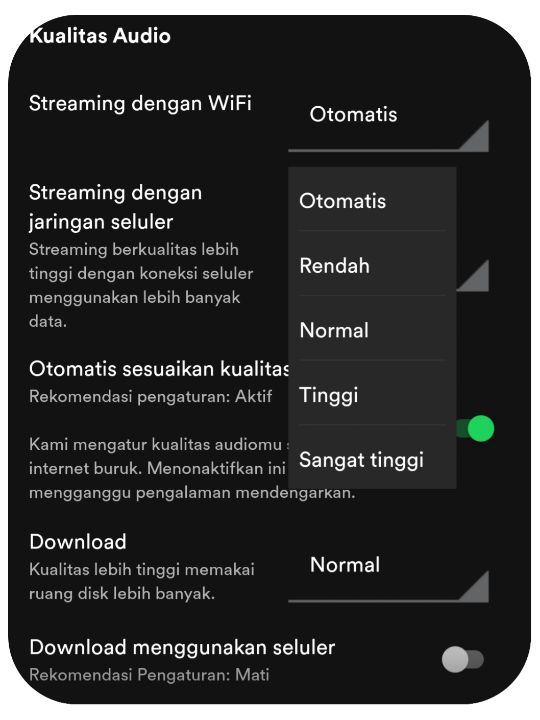 Kualitas Audio
Streaming dengan WiFi
Otomatis
Streaming dengan
jaringan seluler
Streaming berkualitas lebih
tinggi dengan koneksi seluler
menggunakan lebih banyak
data.
Otomatis
Rendah
Normal
Tinggi
Sangat tinggi
Otomatis sesuaikan kualitas
Rekomendasi pengaturan: Aktif
Kami mengatur kualitas audiomu
internet buruk. Menonaktifkan ini
mengganggu pengalaman mendengarkan.
Download
Kualitas lebih tinggi memakai
ruang disk lebih banyak.
Normal
Download menggunakan seluler
Rekomendasi Pengaturan: Mati